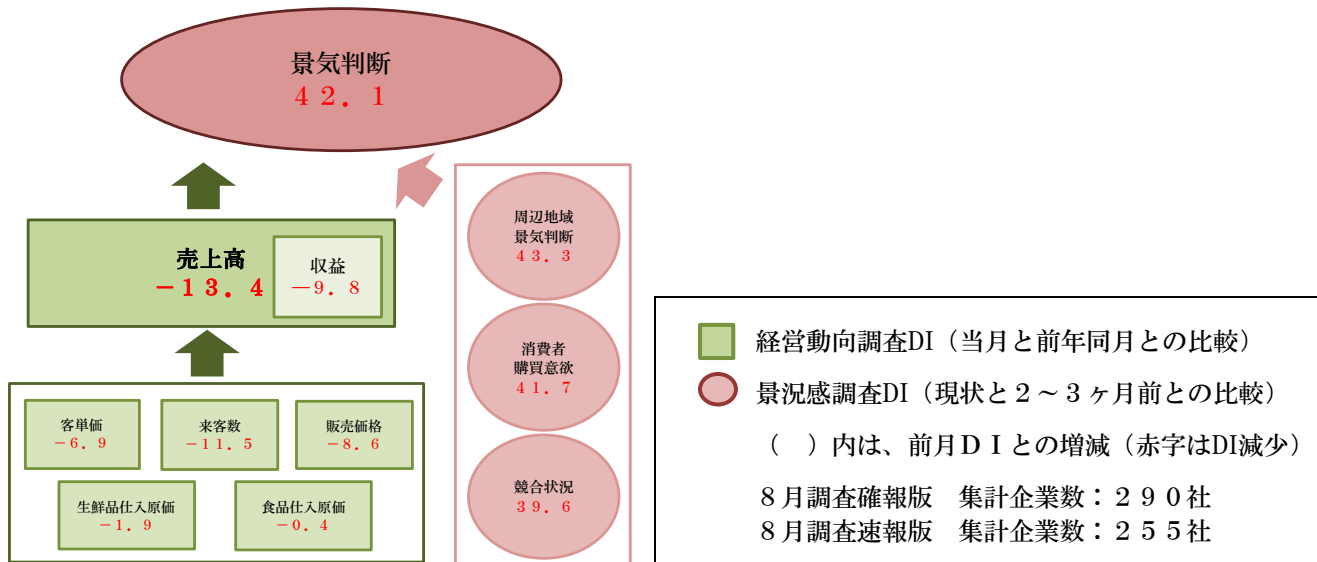 景気判断
４２．１
売上高
－１３．４
収益
―９．８
周辺地域
景気判断
４３．３
消費者
購買意欲
４１．７
競合状況
３９．６
客単価
－６．９
来客数
－１１．５
販売価格
－８．６
生鮮品仕入原価
－１．９
食品仕入原価
－０．４
経営動向調査DI（当月と前年同月との比較）
景況感調査DI（現状と２～３ヶ月前との比較）
（　）内は、前月ＤＩとの増減（赤字はDI減少）
８月調査確報版　集計企業数：２９０社
８月調査速報版　集計企業数：２５５社